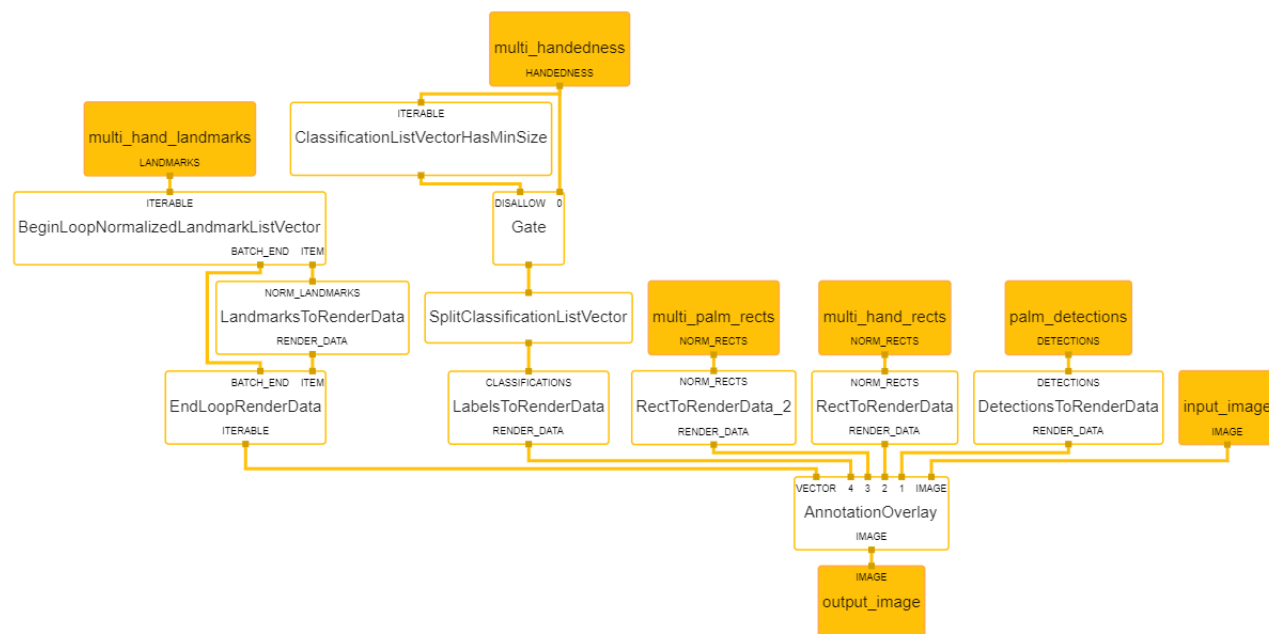 multi_handedness
HANDEDNESS
multi_hand_landmarks
LANDMARKS
ITERABLE
ClassificationListVectorHasMinSize
ITERABLE
BeginLoopNormalizedLandmarkListVector
BATCH_END ITEM
DISALLOW 0
Gate
NORM_LANDMARKS
LandmarksToRenderData
RENDER_DATA
SplitClassificationListVector
multi_palm_rects
NORM_RECTS
multi_hand_rects
NORM_RECTS
palm_detections
DETECTIONS
BATCH_END ITEM
EndLoopRenderData
ITERABLE
CLASSIFICATIONS
LabelsToRenderData
RENDER_DATA
NORM_RECTS
RectToRenderData_2
RENDER_DATA
NORM_RECTS
RectToRenderData
RENDER_DATA
DETECTIONS
DetectionsToRenderData
RENDER_DATA
input_image
IMAGE
VECTOR 4 3 2 1 IMAGE
AnnotationOverlay
IMAGE
IMAGE
output_image